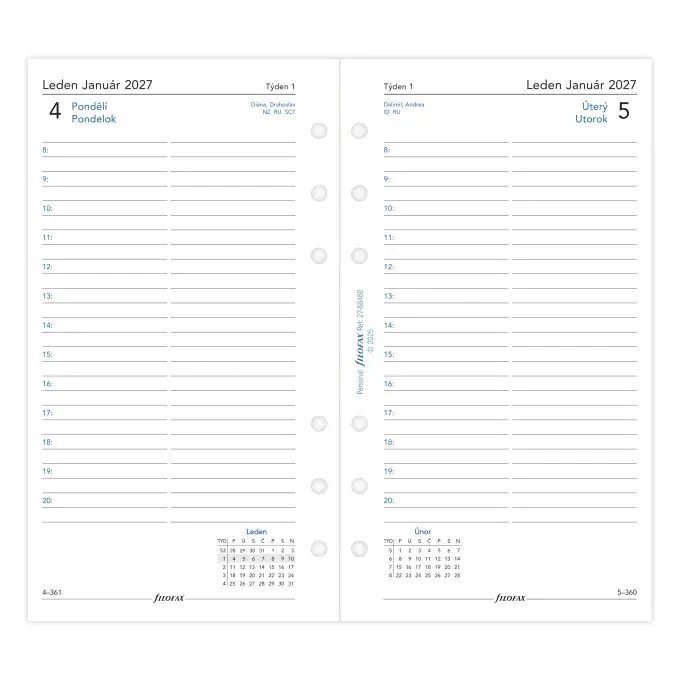 Leden Január 2027
Týden 1
4
Pondělí
Pondelok
Diana, Drahoslav
NZ RU SCT
8:
9:
10:
11:
12:
13:
14:
15:
16:
17:
18:
19:
20:
Leden
TÝD P Ú S Č P S N
53 28 29 30 31 1 2 3
1 4 5 6 7 8 9 10
2 11 12 13 14 15 16 17
3 18 19 20 21 22 23 24
4 25 26 27 28 29 30 31
4–361
filofax
Týden 1
Leden Január 2027
Dalimil, Andrea
IO RU
Úterý
Utorok
5
8:
9:
10:
11:
12:
13:
14:
15:
16:
17:
18:
19:
20:
Personal filofax Ref: 27-68480
© 2025
Únor
TÝD P Ú S Č P S N
5 1 2 3 4 5 6 7
6 8 9 10 11 12 13 14
7 15 16 17 18 19 20 21
8 22 23 24 25 26 27 28
filofax
5–360